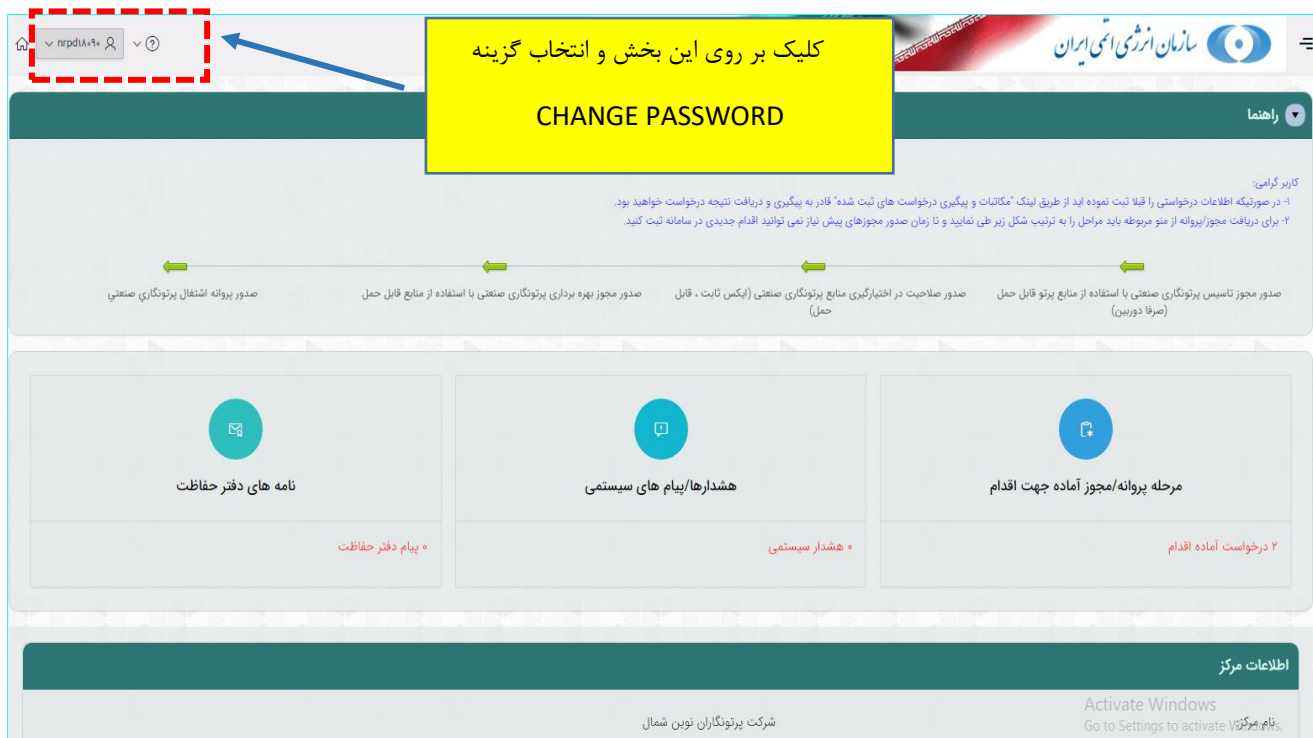 سازمان انرژی اتمی ایران
nrpd۱۸۰۹۰
کلیک بر روی این بخش و انتخاب گزینه
CHANGE PASSWORD
راهنما
کاربر گرامی:
۱- در صورتیکه اطلاعات درخواستی را قبلا ثبت نموده اید از طریق لینک "مکاتبات و پیگیری درخواست های ثبت شده" قادر به پیگیری و دریافت نتیجه درخواست خواهید بود.
۲- برای دریافت مجوز/پروانه از منو مربوطه باید مراحل را به ترتیب شکل زیر طی نمایید و تا زمان صدور مجوزهای پیش نیاز نمی توانید اقدام جدیدی در سامانه ثبت کنید.
صدور مجوز تاسیس پرتونگاری صنعتی با استفاده از منابع پرتو قابل حمل
(صرفا دوربین)
صدور صلاحیت در اختیارگیری منابع پرتونگاری صنعتی (ایکس ثابت ، قابل
حمل)
صدور مجوز بهره برداری پرتونگاری صنعتی با استفاده از منابع قابل حمل
صدور پروانه اشتغال پرتونگاري صنعتي
مرحله پروانه/مجوز آماده جهت اقدام
۲ درخواست آماده اقدام
هشدارها/پیام های سیستمی
۰ هشدار سیستمی
نامه های دفتر حفاظت
۰ پیام دفتر حفاظت
اطلاعات مرکز
نام مرکز:
شرکت پرتونگاران نوین شمال
Activate Windows
Go to Settings to activate Windows.